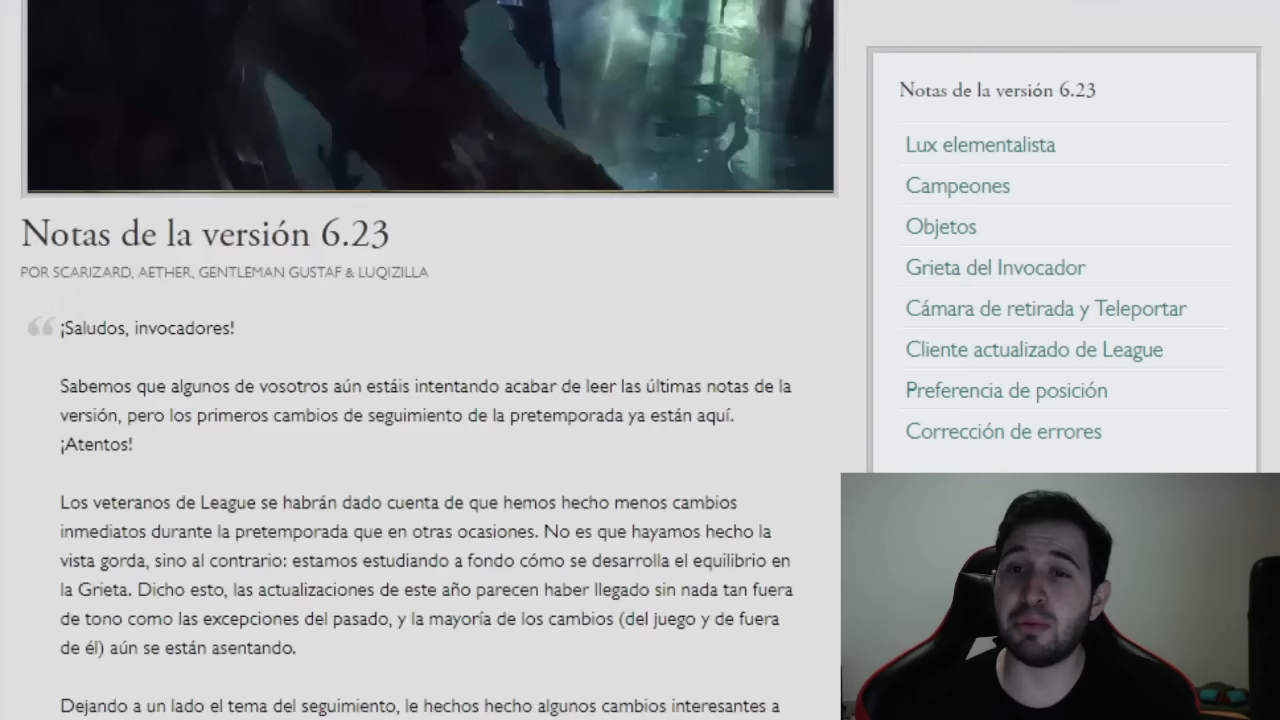 Notas de la versión 6.23
POR SCARIZARD, AETHER, GENTLEMAN GUSTAF & LUQIZILLA
¡Saludos, invocadores!
Sabemos que algunos de vosotros aún estáis intentando acabar de leer las últimas notas de la
versión, pero los primeros cambios de seguimiento de la pretemporada ya están aquí.
¡Atentos!
Los veteranos de League se habrán dado cuenta de que hemos hecho menos cambios
inmediatos durante la pretemporada que en otras ocasiones. No es que hayamos hecho la
vista gorda, sino al contrario: estamos estudiando a fondo cómo se desarrolla el equilibrio en
la Grieta. Dicho esto, las actualizaciones de este año parecen haber llegado sin nada tan fuera
de tono como las excepciones del pasado, y la mayoría de los cambios (del juego y de fuera
de él) aún se están asentando.
Dejando a un lado el tema del seguimiento, le hechos hecho algunos cambios interesantes a
Notas de la versión 6.23
Lux elementalista
Campeones
Objetos
Grieta del Invocador
Cámara de retirada y Teleportar
Cliente actualizado de League
Preferencia de posición
Corrección de errores